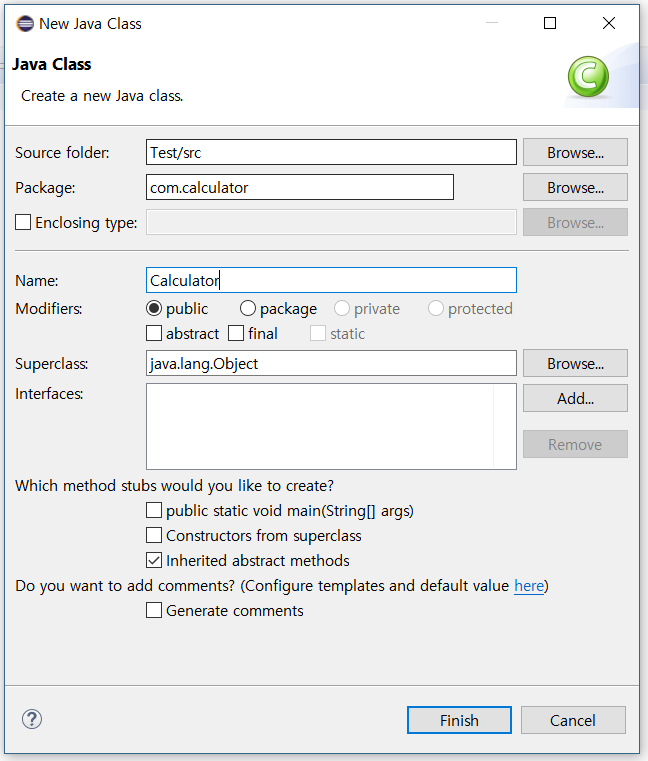 New Java Class
Java Class
Create a new Java class.
Source folder: Test/src Browse...
Package: com.calculator Browse...
Enclosing type: Browse...
Name: Calculator
Modifiers: public package private protected
abstract final static
Superclass: java.lang.Object Browse...
Interfaces: Add...
Remove
Which method stubs would you like to create?
public static void main(String[] args)
Constructors from superclass
Inherited abstract methods
Do you want to add comments? (Configure templates and default value here)
Generate comments
? Finish Cancel